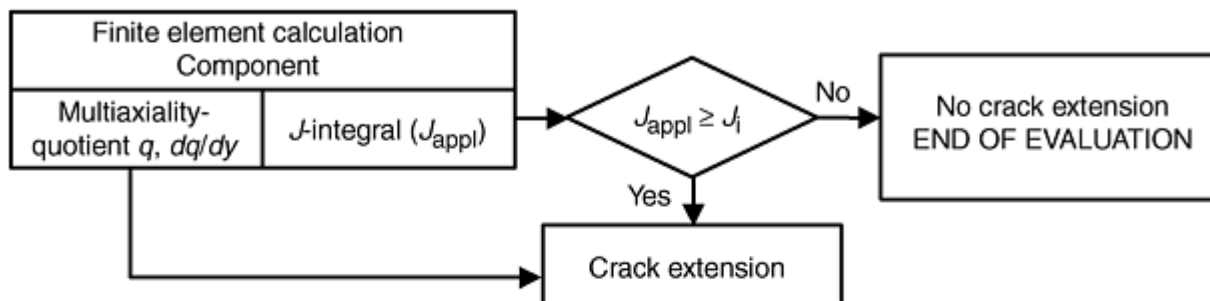 Finite element calculation
Component
Multiaxiality-
quotient q, dq/dy
J-integral (Jappl)
Jappl ≥ Ji
No
No crack extension
END OF EVALUATION
Yes
Crack extension